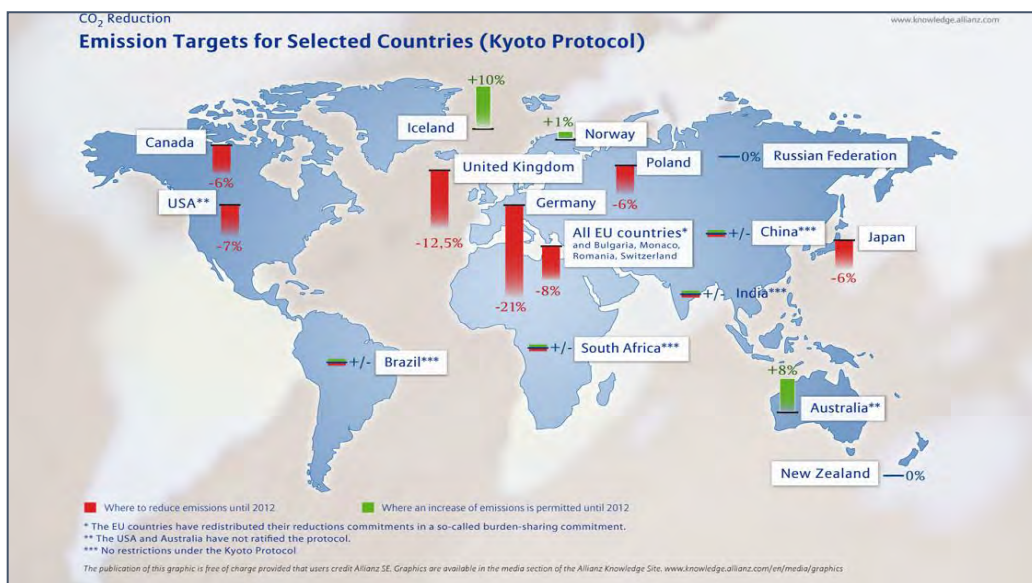 CO2 Reduction
www.knowledge.allianz.com
Emission Targets for Selected Countries (Kyoto Protocol)
+10%
Iceland
+1%
Norway
Canada
-6%
United Kingdom
-12,5%
Poland
-6%
0% Russian Federation
USA**
-7%
Germany
-21%
All EU countries*
and Bulgaria, Monaco,
Romania, Switzerland
-8%
+/- China***
Japan
-6%
+/- India***
+/- Brazil***
+/- South Africa***
+8%
Australia**
New Zealand 0%
Where to reduce emissions until 2012
Where an increase of emissions is permitted until 2012
* The EU countries have redistributed their reductions commitments in a so-called burden-sharing commitment.
** The USA and Australia have not ratified the protocol.
*** No restrictions under the Kyoto Protocol
The publication of this graphic is free of charge provided that users credit Allianz SE. Graphics are available in the media section of the Allianz Knowledge Site. www.knowledge.allianz.com/en/media/graphics